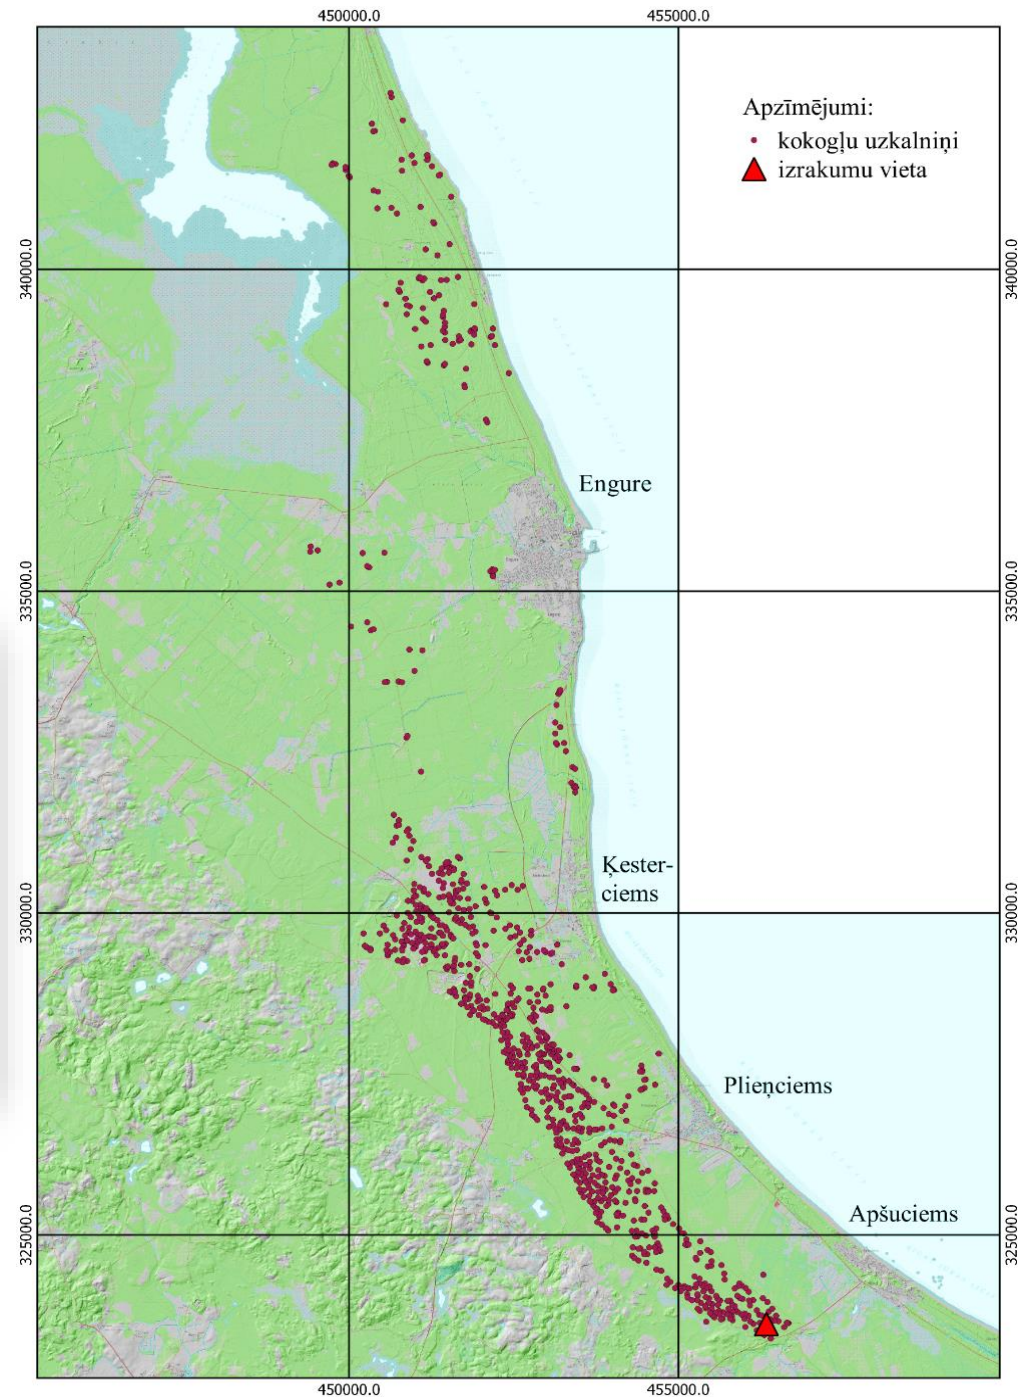 450000.0 455000.0
Apzīmējumi:
kokogļu uzkalniņi
izrakumu vieta
340000.0 340000.0
Engure
335000.0 335000.0
Ķester-
ciems
330000.0 330000.0
Plieņciems
Apšuciems
325000.0 325000.0
450000.0 455000.0